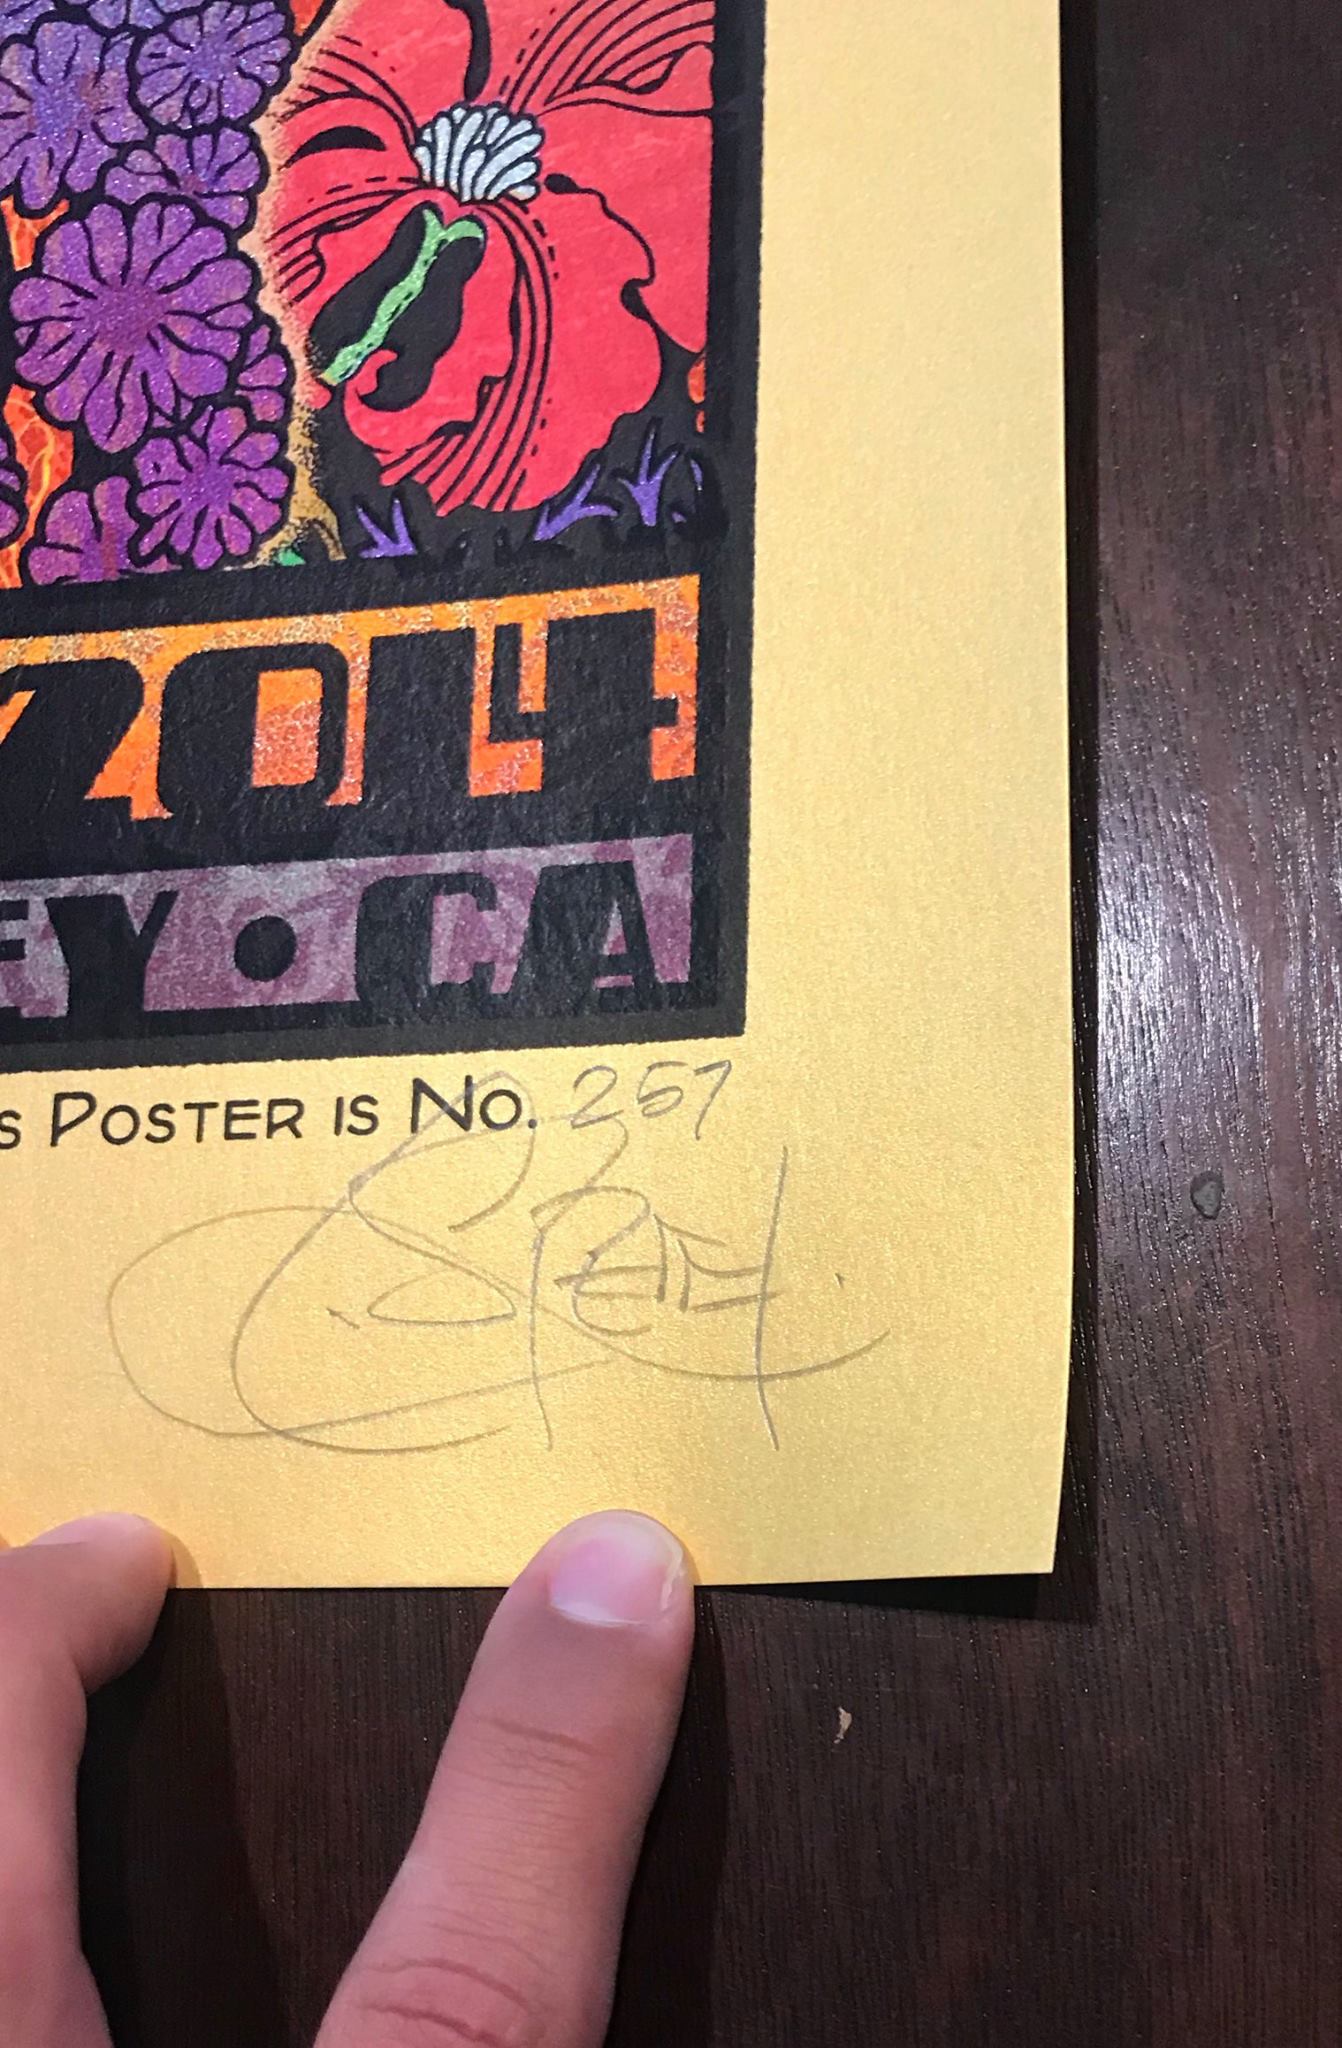 2014
EY • CA
S POSTER IS NO. 257